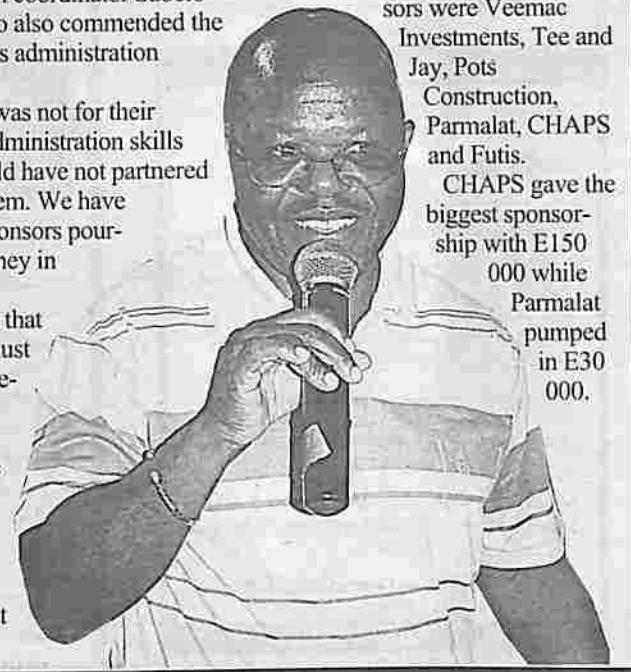 o also commended the
s administration
was not for their
dministration skills
ld have not partnered
em. We have
onsors pour-
ney in
that
ust
e-
t
sors were Veemac
Investments, Tee and
Jay, Pots
Construction,
Parmalat, CHAPS
and Futis.
CHAPS gave the
biggest sponsor-
ship with E150
000 while
Parmalat
pumped
in E30
000.